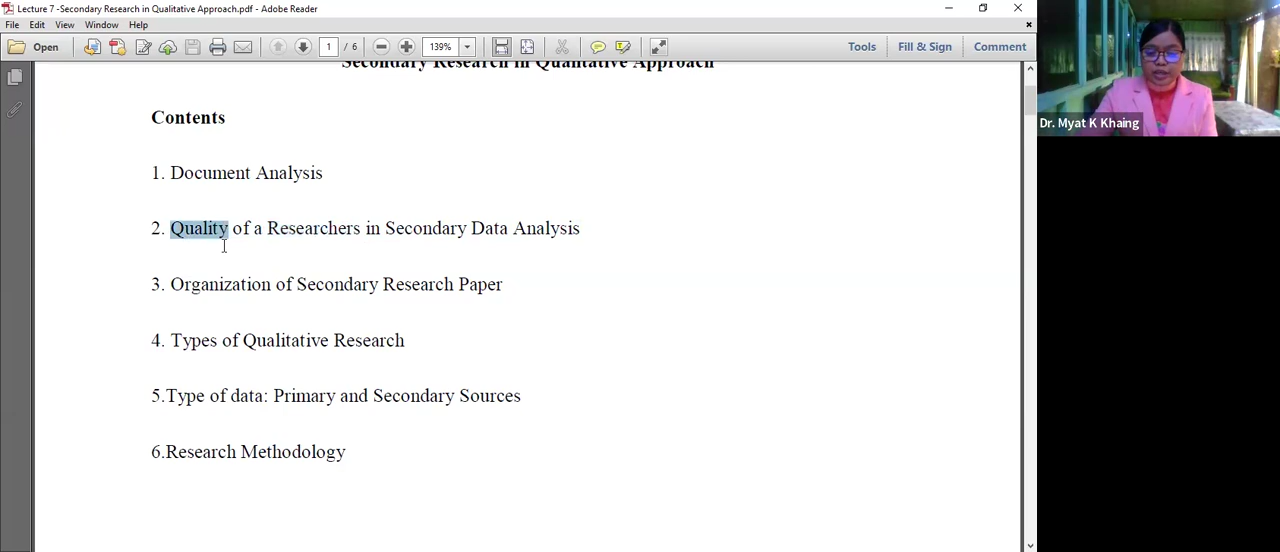 Lecture 7 -Secondary Research in Qualitative Approach.pdf - Adobe Reader
File Edit View Window Help
Open 1 / 6 139% Tools Fill & Sign Comment
Secondary Research in Qualitative Approach
Dr. Myat K Khaing
Contents
1. Document Analysis
2. Quality of a Researchers in Secondary Data Analysis
3. Organization of Secondary Research Paper
4. Types of Qualitative Research
5.Type of data: Primary and Secondary Sources
6.Research Methodology